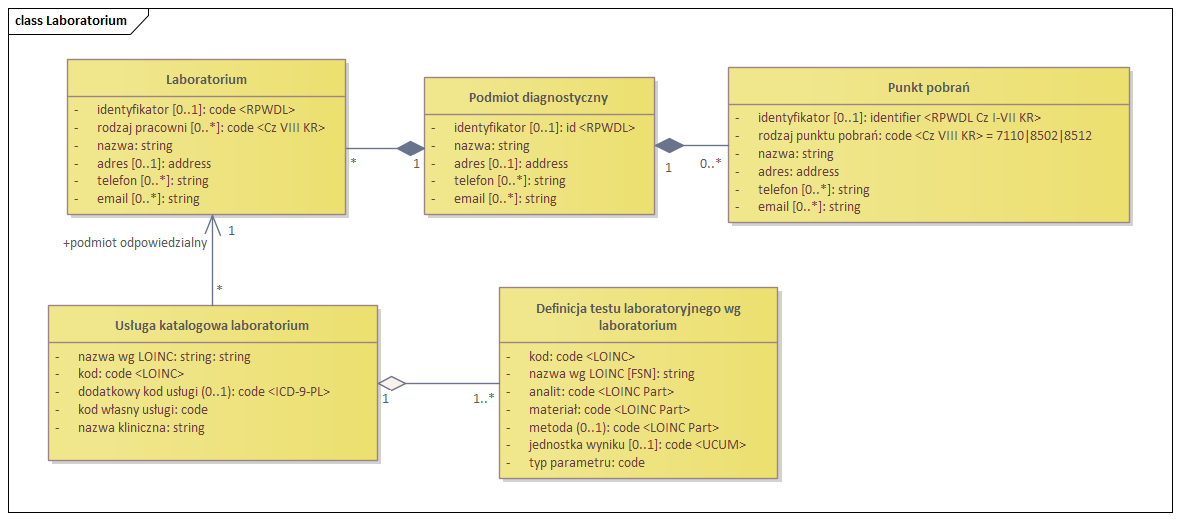 class Laboratorium
Laboratorium
- identyfikator [0..1]: code <RPWDL>
- rodzaj pracowni [0..*]: code <Cz VIII KR>
- nazwa: string
- adres [0..1]: address
- telefon [0..*]: string
- email [0..*]: string
*
1
Podmiot diagnostyczny
- identyfikator [0..1]: id <RPWDL>
- nazwa: string
- adres [0..1]: address
- telefon [0..*]: string
- email [0..*]: string
1
0..*
Punkt pobrań
- identyfikator [0..1]: identifier <RPWDL Cz I-VII KR>
- rodzaj punktu pobrań: code <Cz VIII KR> = 7110|8502|8512
- nazwa: string
- adres: address
- telefon [0..*]: string
- email [0..*]: string
1
+podmiot odpowiedzialny
*
Usługa katalogowa laboratorium
- nazwa wg LOINC: string: string
- kod: code <LOINC>
- dodatkowy kod usługi (0..1): code <ICD-9-PL>
- kod własny usługi: code
- nazwa kliniczna: string
1
1..*
Definicja testu laboratoryjnego wg
laboratorium
- kod: code <LOINC>
- nazwa wg LOINC [FSN]: string
- analit: code <LOINC Part>
- materiał: code <LOINC Part>
- metoda (0..1): code <LOINC Part>
- jednostka wyniku [0..1]: code <UCUM>
- typ parametru: code